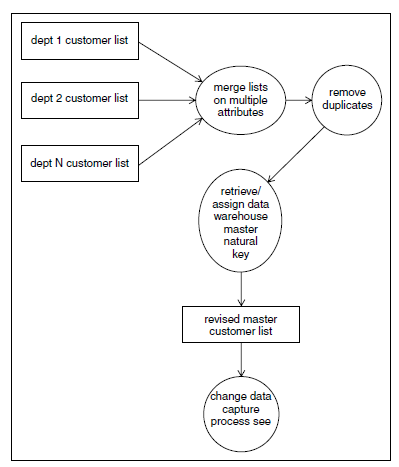 dept 1 customer list
dept 2 customer list
dept N customer list
merge lists
on multiple
attributes
remove
duplicates
retrieve/
assign data
warehouse
master
natural
key
revised master
customer list
change data
capture
process see